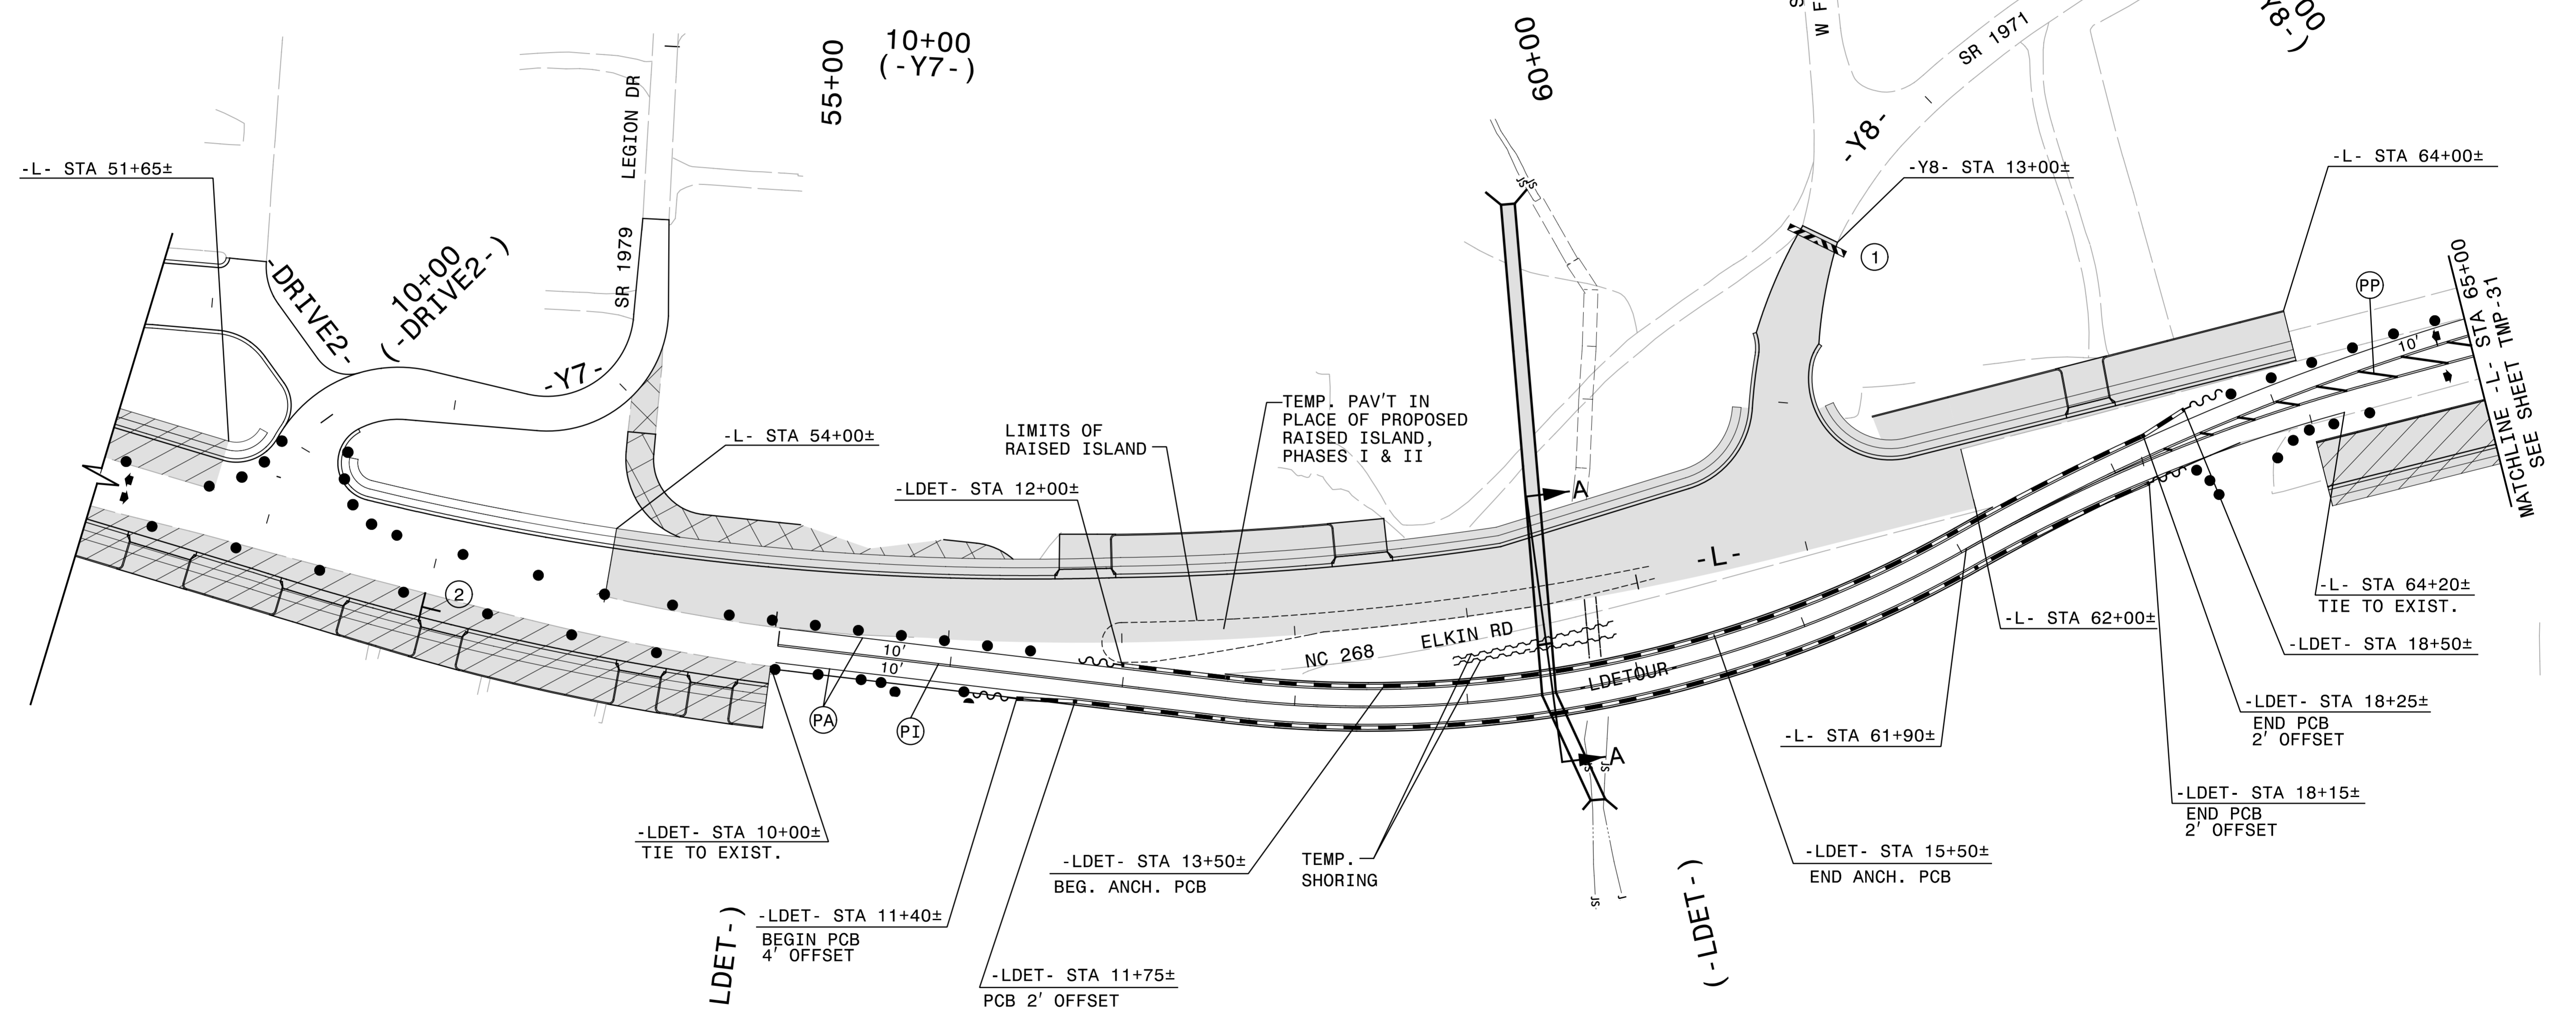 10+00
(-Y7-)
55+00
60+00
SR 1971
-Y8-
00
Y8-)
W F
S
LEGION DR
SR 1979
-L- STA 51+65±
-Y8- STA 13+00±
-L- STA 64+00±
1
-DRIVE2-
10+00
(-DRIVE2-)
-Y7-
PP
10'
MATCHLINE -L- STA 65+00
SEE SHEET TMP-31
JS
JS
TEMP. PAV'T IN
PLACE OF PROPOSED
RAISED ISLAND,
PHASES I & II
LIMITS OF
RAISED ISLAND
-L- STA 54+00±
-LDET- STA 12+00±
A
-L-
2
10'
10'
NC 268
ELKIN RD
-LDETOUR-
PA
PI
A
JS
JS
-L- STA 64+20±
TIE TO EXIST.
-L- STA 62+00±
-LDET- STA 18+50±
-LDET- STA 18+25±
END PCB
2' OFFSET
-L- STA 61+90±
-LDET- STA 18+15±
END PCB
2' OFFSET
-LDET- STA 10+00±
TIE TO EXIST.
-LDET- STA 13+50±
BEG. ANCH. PCB
TEMP.
SHORING
-LDET- STA 15+50±
END ANCH. PCB
JS
J
-LDET- STA 11+40±
BEGIN PCB
4' OFFSET
LDET-)
(-LDET-)
-LDET- STA 11+75±
PCB 2' OFFSET